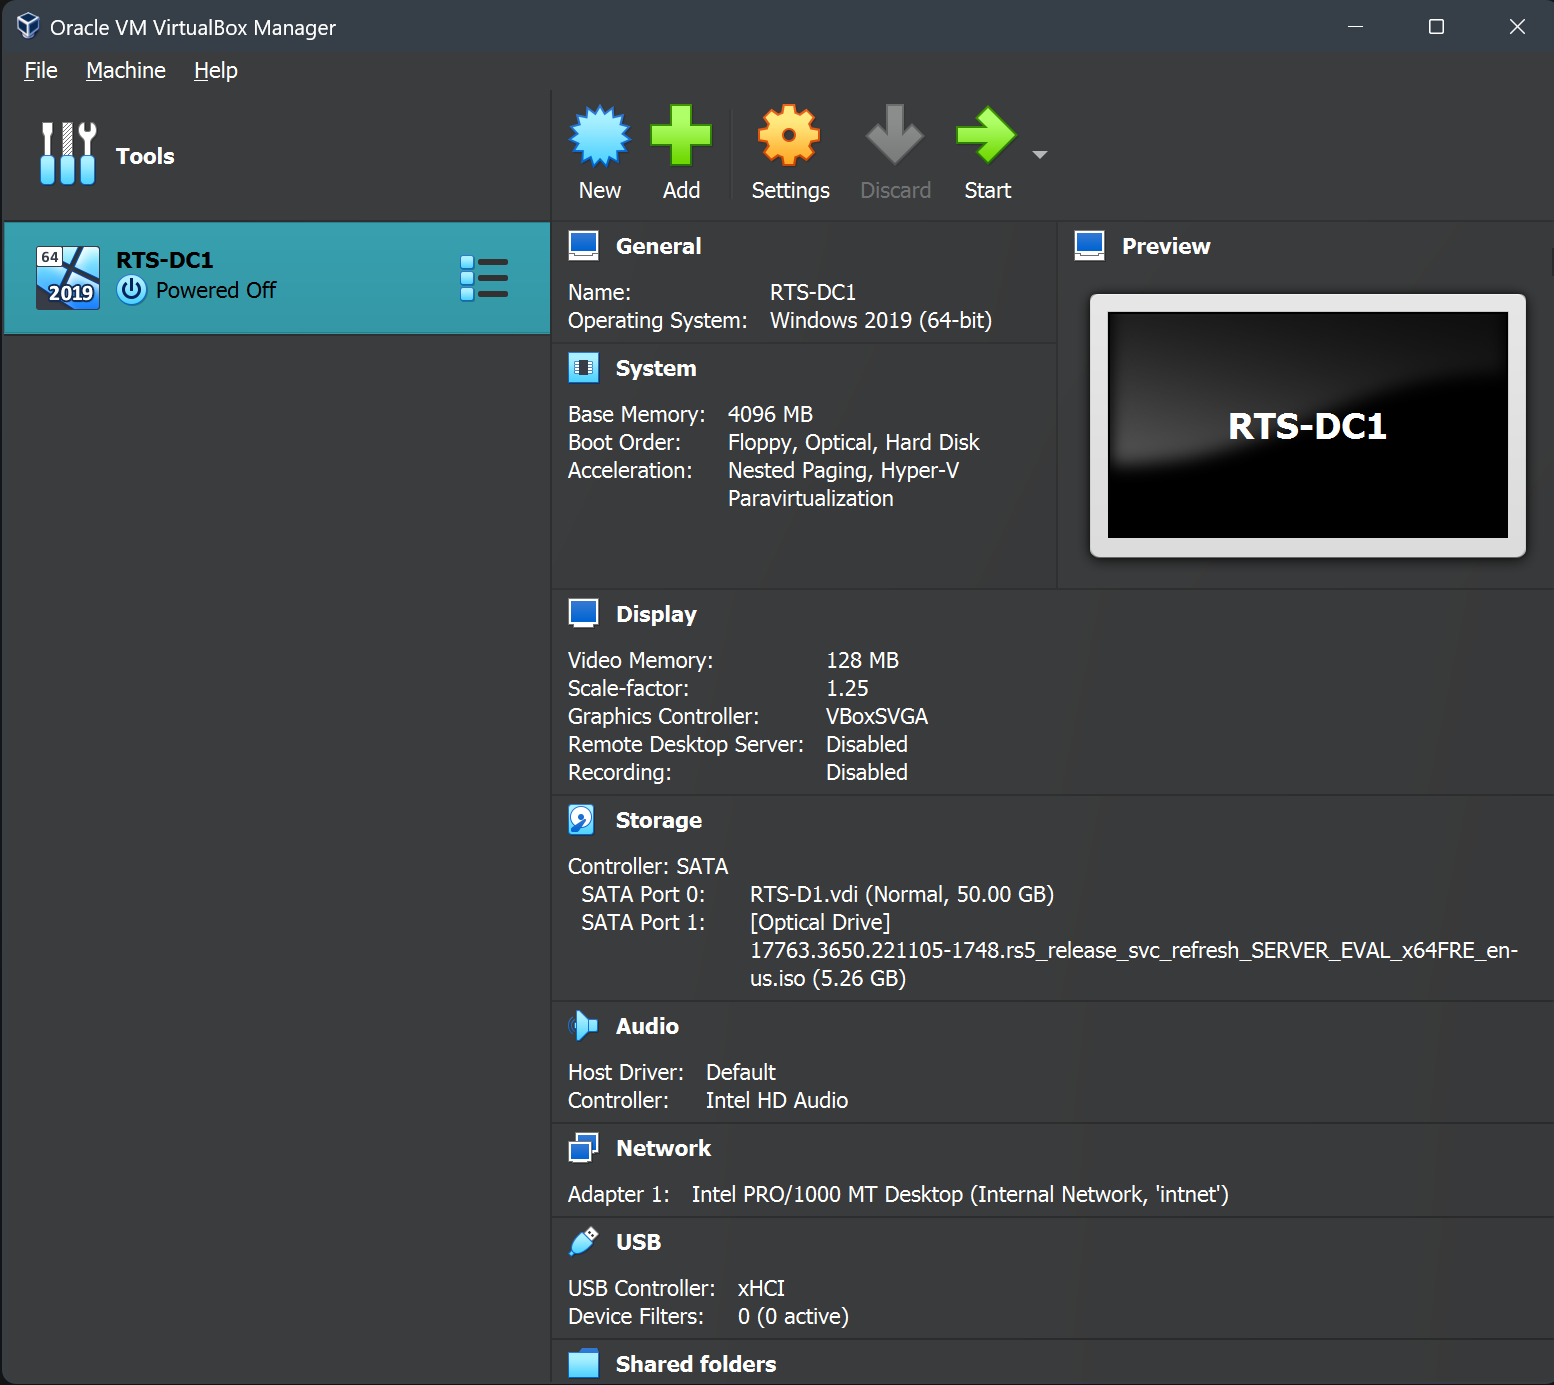 Oracle VM VirtualBox Manager
File Machine Help
Tools
New Add Settings Discard Start
64
2019
RTS-DC1
Powered Off
General
Name: RTS-DC1
Operating System: Windows 2019 (64-bit)
Preview
RTS-DC1
System
Base Memory: 4096 MB
Boot Order: Floppy, Optical, Hard Disk
Acceleration: Nested Paging, Hyper-V
Paravirtualization
Display
Video Memory: 128 MB
Scale-factor: 1.25
Graphics Controller: VBoxSVGA
Remote Desktop Server: Disabled
Recording: Disabled
Storage
Controller: SATA
SATA Port 0: RTS-D1.vdi (Normal, 50.00 GB)
SATA Port 1: [Optical Drive]
17763.3650.221105-1748.rs5_release_svc_refresh_SERVER_EVAL_x64FRE_en-
us.iso (5.26 GB)
Audio
Host Driver: Default
Controller: Intel HD Audio
Network
Adapter 1: Intel PRO/1000 MT Desktop (Internal Network, 'intnet')
USB
USB Controller: xHCI
Device Filters: 0 (0 active)
Shared folders